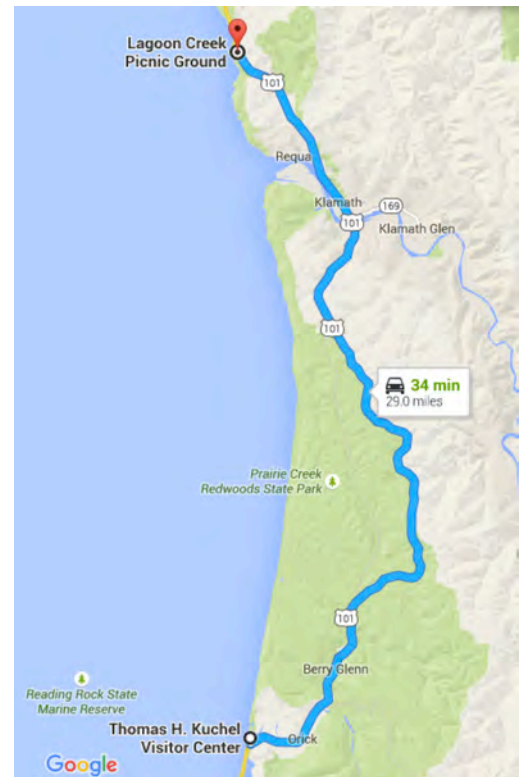 Lagoon Creek
Picnic Ground
101
Requa
Klamath
169
101
Klamath Glen
101
34 min
29.0 miles
Prairie Creek
Redwoods State Park
101
Berry Glenn
Reading Rock State
Marine Reserve
Thomas H. Kuchel
Visitor Center
Orick
Google